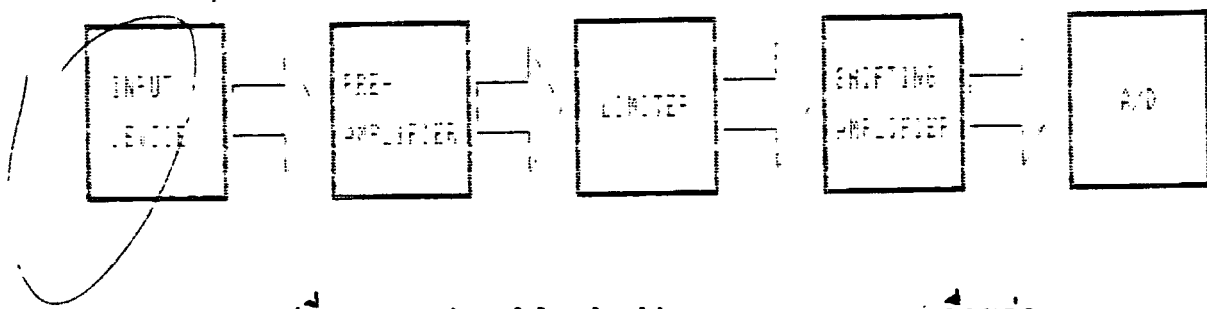 INPUT
DEVICE
PRE-
AMPLIFIER
LIMITER
SHIFTING
AMPLIFIER
A/D